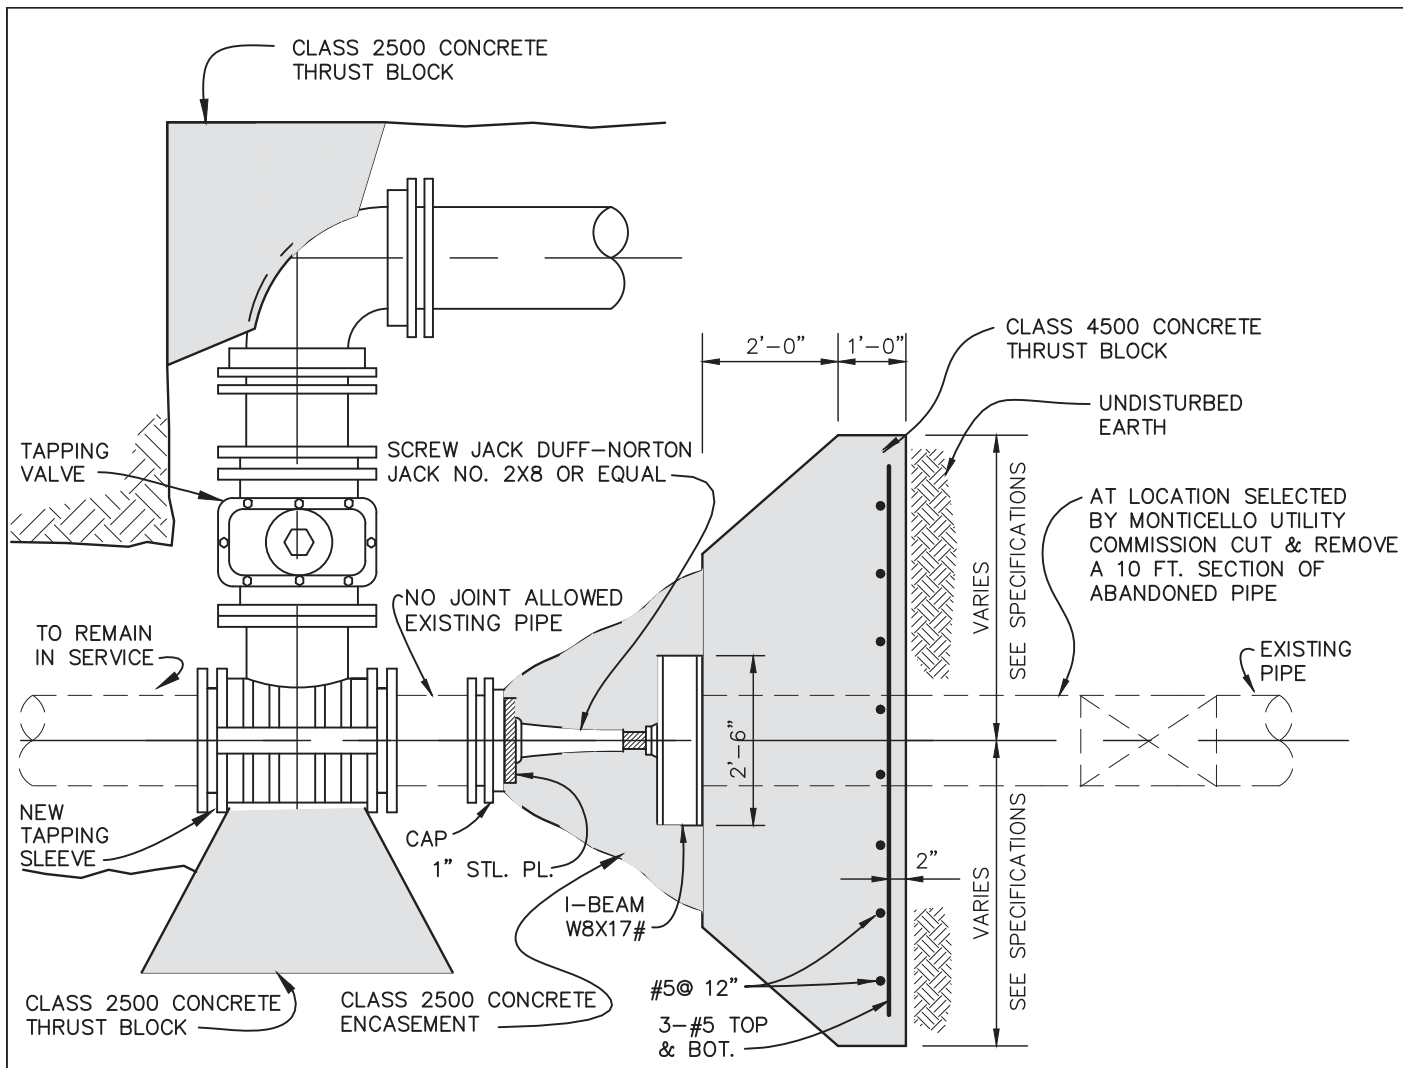 CLASS 2500 CONCRETE
THRUST BLOCK
2'-0"
1'-0"
CLASS 4500 CONCRETE
THRUST BLOCK
UNDISTURBED
EARTH
TAPPING
VALVE
SCREW JACK DUFF-NORTON
JACK NO. 2X8 OR EQUAL
AT LOCATION SELECTED
BY MONTICELLO UTILITY
COMMISSION CUT & REMOVE
A 10 FT. SECTION OF
ABANDONED PIPE
VARIES
SEE SPECIFICATIONS
NO JOINT ALLOWED
EXISTING PIPE
TO REMAIN
IN SERVICE
EXISTING
PIPE
2'-6"
NEW
TAPPING
SLEEVE
CAP
1" STL. PL.
2"
VARIES
SEE SPECIFICATIONS
I-BEAM
W8X17#
#5@ 12"
3-#5 TOP
& BOT.
CLASS 2500 CONCRETE
THRUST BLOCK
CLASS 2500 CONCRETE
ENCASEMENT